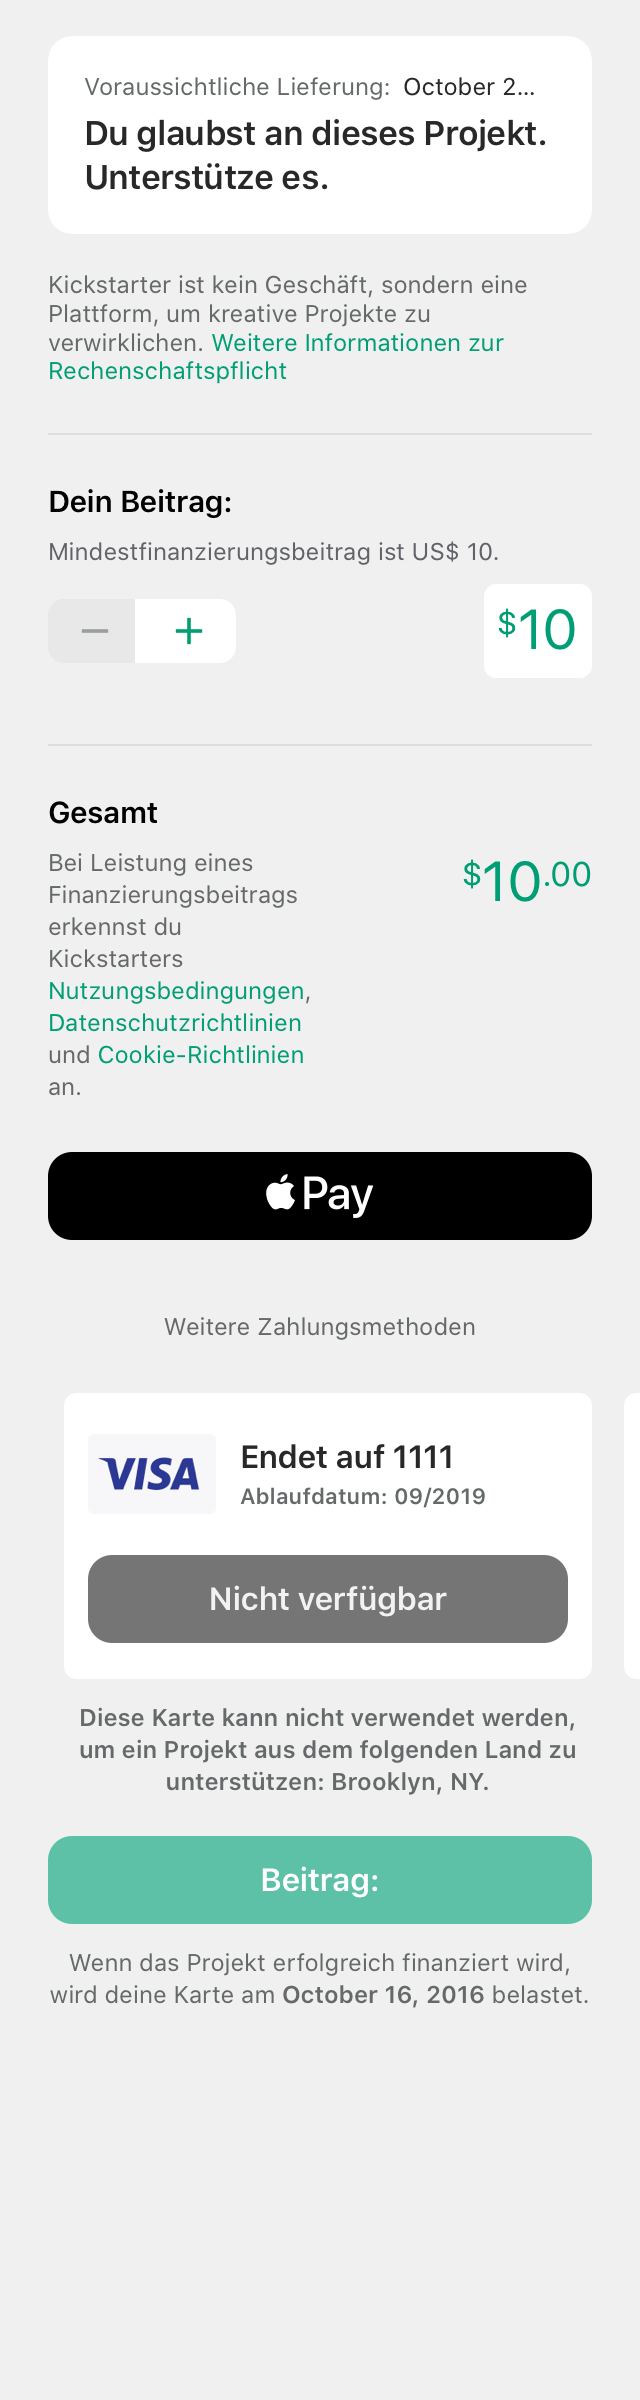 Voraussichtliche Lieferung: October 2...
Du glaubst an dieses Projekt.
Unterstütze es.
Kickstarter ist kein Geschäft, sondern eine
Plattform, um kreative Projekte zu
verwirklichen. Weitere Informationen zur
Rechenschaftspflicht
Dein Beitrag:
Mindestfinanzierungsbeitrag ist US$ 10.
− + $10
Gesamt
Bei Leistung eines
Finanzierungsbeitrags
erkennst du
Kickstarters
Nutzungsbedingungen,
Datenschutzrichtlinien
und Cookie-Richtlinien
an.
$10.00
Pay
Weitere Zahlungsmethoden
VISA
Endet auf 1111
Ablaufdatum: 09/2019
Nicht verfügbar
Diese Karte kann nicht verwendet werden,
um ein Projekt aus dem folgenden Land zu
unterstützen: Brooklyn, NY.
Beitrag:
Wenn das Projekt erfolgreich finanziert wird,
wird deine Karte am October 16, 2016 belastet.